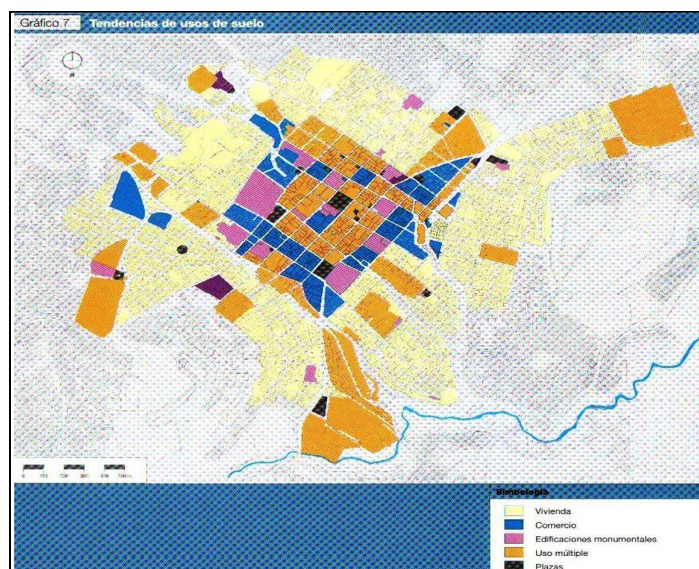 Gráfico 7 Tendencias de usos de suelo
N
Simbología
Vivienda
Comercio
Edificaciones monumentales
Uso múltiple
Plazas